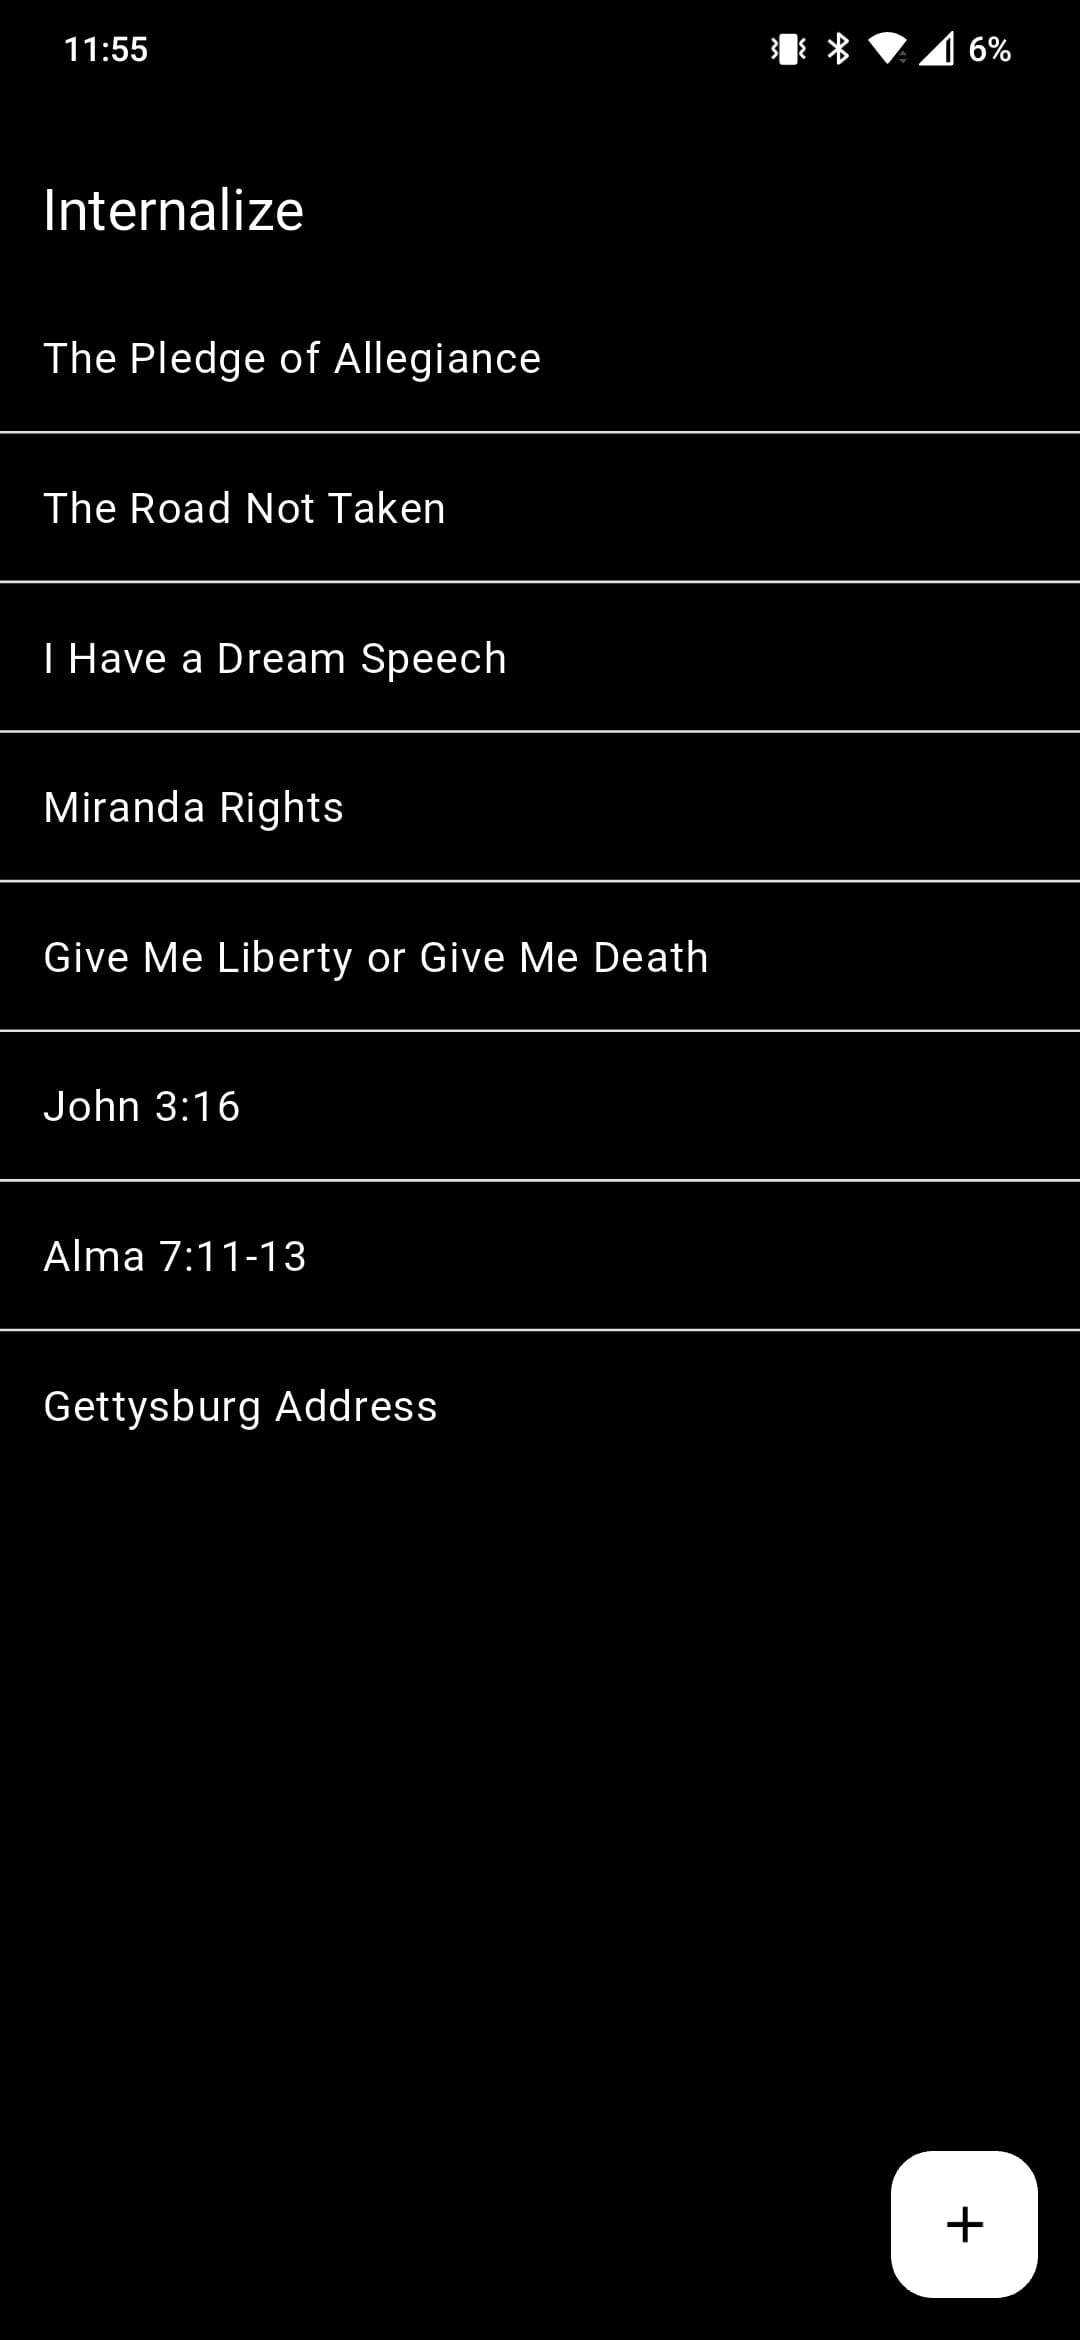 11:55 6%
Internalize
The Pledge of Allegiance
The Road Not Taken
I Have a Dream Speech
Miranda Rights
Give Me Liberty or Give Me Death
John 3:16
Alma 7:11-13
Gettysburg Address
+